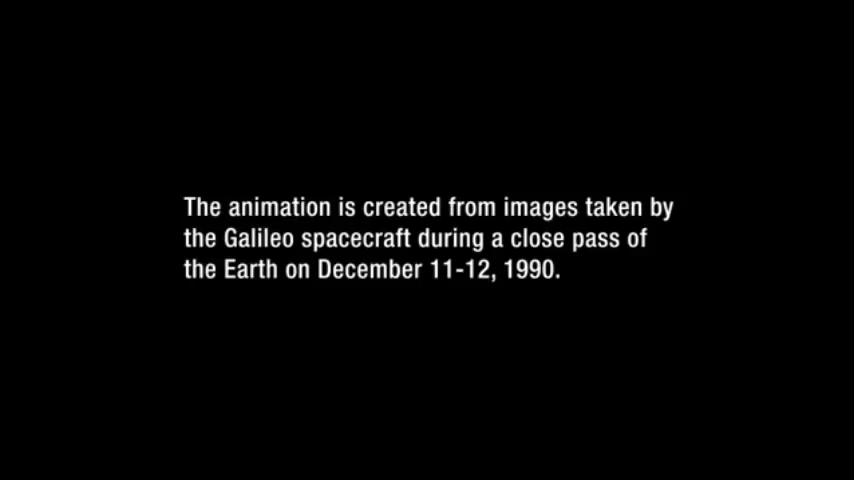 The animation is created from images taken by
the Galileo spacecraft during a close pass of
the Earth on December 11-12, 1990.